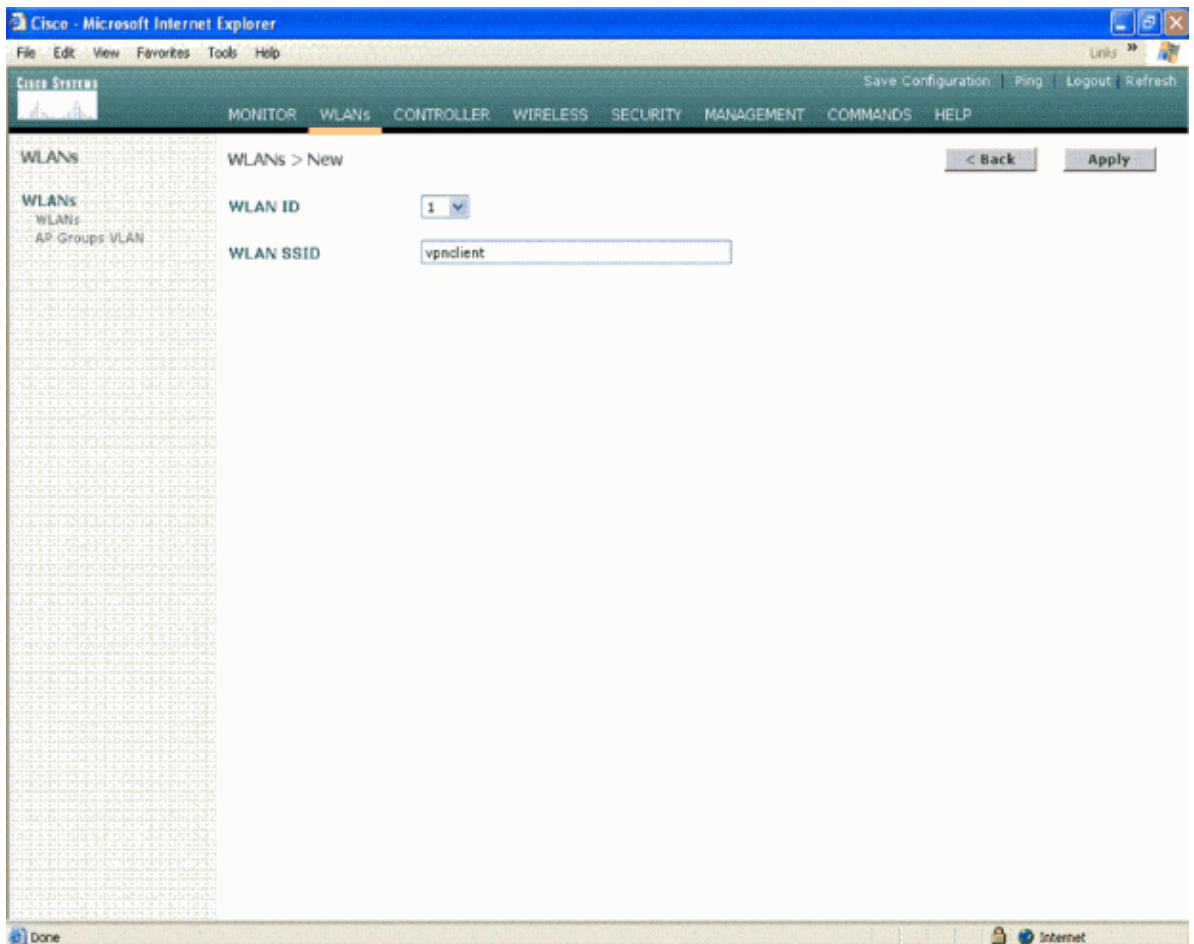 Cisco - Microsoft Internet Explorer
File Edit View Favorites Tools Help Links »
CISCO SYSTEMS
Save Configuration | Ping | Logout | Refresh
MONITOR WLANs CONTROLLER WIRELESS SECURITY MANAGEMENT COMMANDS HELP
WLANs
WLANs
WLANs
AP Groups VLAN
WLANs > New
< Back Apply
WLAN ID 1
WLAN SSID vpnclient
Done Internet